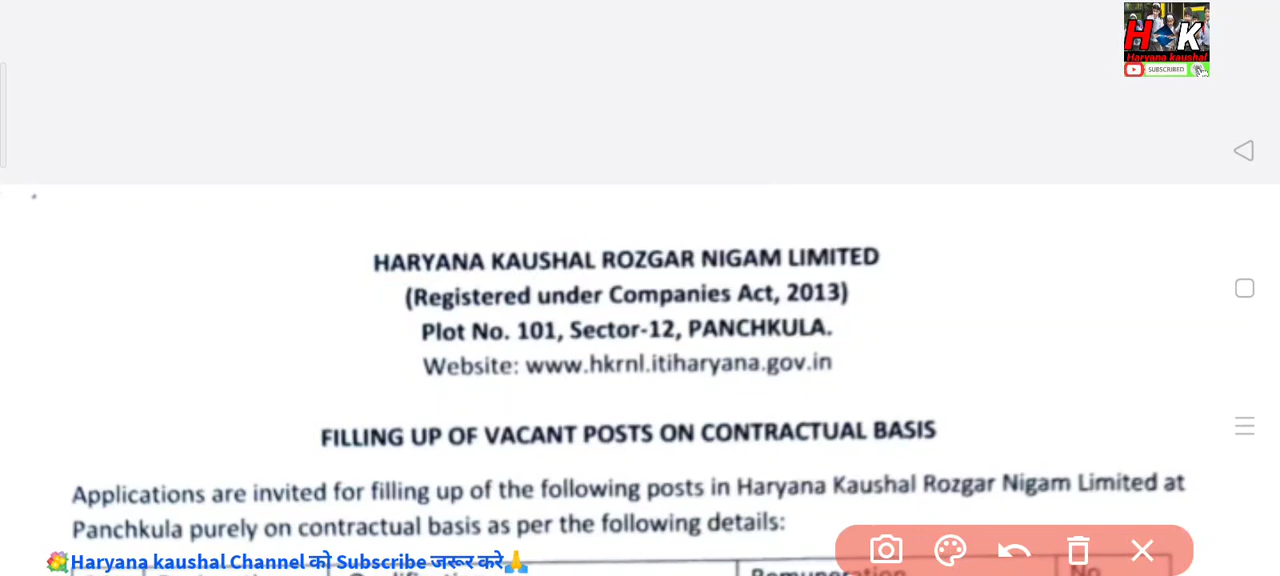 H K
Haryana kaushal
SUBSCRIBED
HARYANA KAUSHAL ROZGAR NIGAM LIMITED
(Registered under Companies Act, 2013)
Plot No. 101, Sector-12, PANCHKULA.
Website: www.hkrnl.itiharyana.gov.in
FILLING UP OF VACANT POSTS ON CONTRACTUAL BASIS
Applications are invited for filling up of the following posts in Haryana Kaushal Rozgar Nigam Limited at
Panchkula purely on contractual basis as per the following details:
Haryana kaushal Channel को Subscribe जरूर करे
Remuneration No